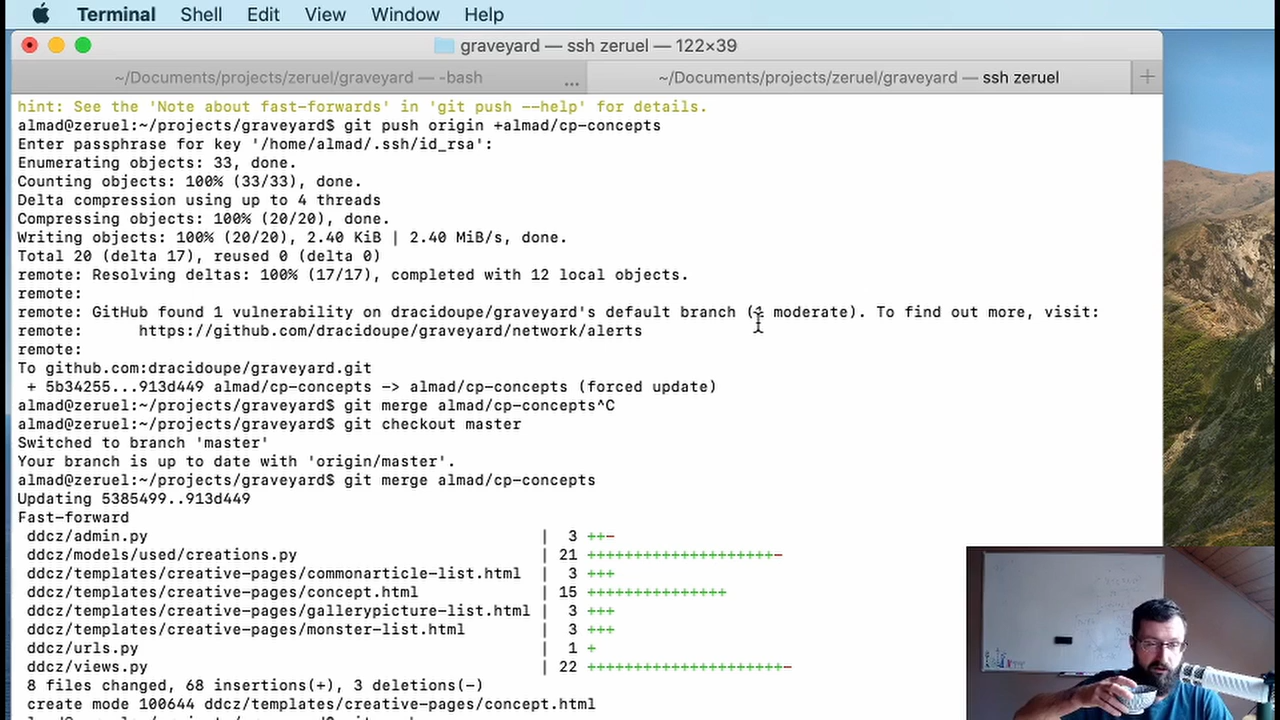 Terminal Shell Edit View Window Help
graveyard — ssh zeruel — 122×39
~/Documents/projects/zeruel/graveyard — -bash ... ~/Documents/projects/zeruel/graveyard — ssh zeruel +
hint: See the 'Note about fast-forwards' in 'git push --help' for details.
almad@zeruel:~/projects/graveyard$ git push origin +almad/cp-concepts
Enter passphrase for key '/home/almad/.ssh/id_rsa':
Enumerating objects: 33, done.
Counting objects: 100% (33/33), done.
Delta compression using up to 4 threads
Compressing objects: 100% (20/20), done.
Writing objects: 100% (20/20), 2.40 KiB | 2.40 MiB/s, done.
Total 20 (delta 17), reused 0 (delta 0)
remote: Resolving deltas: 100% (17/17), completed with 12 local objects.
remote:
remote: GitHub found 1 vulnerability on dracidoupe/graveyard's default branch (1 moderate). To find out more, visit:
remote:      https://github.com/dracidoupe/graveyard/network/alerts
remote:
To github.com:dracidoupe/graveyard.git
 + 5b34255...913d449 almad/cp-concepts -> almad/cp-concepts (forced update)
almad@zeruel:~/projects/graveyard$ git merge almad/cp-concepts^C
almad@zeruel:~/projects/graveyard$ git checkout master
Switched to branch 'master'
Your branch is up to date with 'origin/master'.
almad@zeruel:~/projects/graveyard$ git merge almad/cp-concepts
Updating 5385499..913d449
Fast-forward
 ddcz/admin.py | 3 ++-
 ddcz/models/used/creations.py | 21 ++++++++++++++++++++-
 ddcz/templates/creative-pages/commonarticle-list.html | 3 +++
 ddcz/templates/creative-pages/concept.html | 15 +++++++++++++++
 ddcz/templates/creative-pages/gallerypicture-list.html | 3 +++
 ddcz/templates/creative-pages/monster-list.html | 3 +++
 ddcz/urls.py | 1 +
 ddcz/views.py | 22 +++++++++++++++++++++-
 8 files changed, 68 insertions(+), 3 deletions(-)
 create mode 100644 ddcz/templates/creative-pages/concept.html